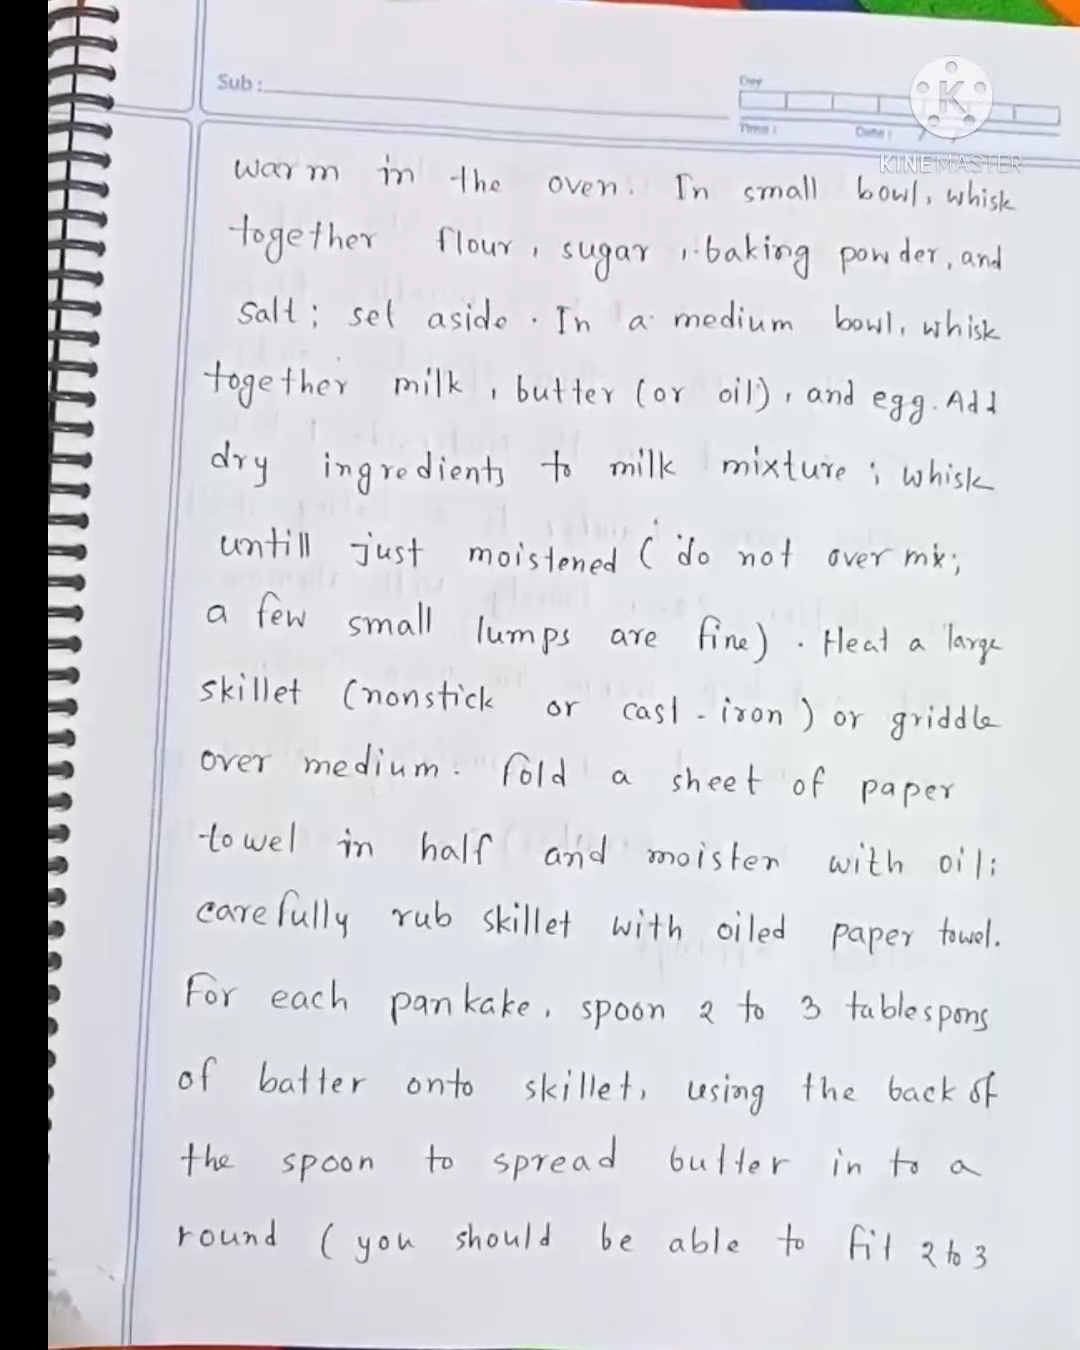 Sub :
Day
Time :
Date :
K
KINEMASTER
warm in the oven. In small bowl, whisk
together flour, sugar, baking powder, and
salt; set aside. In a medium bowl, whisk
together milk, butter (or oil), and egg. Add
dry ingredients to milk mixture; whisk
untill just moistened (do not over mix;
a few small lumps are fine). Heat a large
skillet (nonstick or cast-iron) or griddle
over medium. fold a sheet of paper
towel in half and moisten with oil;
carefully rub skillet with oiled paper towel.
For each pankake, spoon 2 to 3 tablespons
of batter onto skillet, using the back of
the spoon to spread butter in to a
round (you should be able to fit 2 to 3